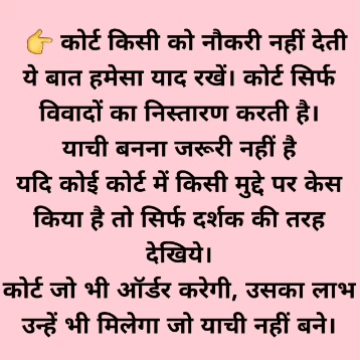 👉 कोर्ट किसी को नौकरी नहीं देती
ये बात हमेसा याद रखें। कोर्ट सिर्फ
विवादों का निस्तारण करती है।
याची बनना जरूरी नहीं है
यदि कोई कोर्ट में किसी मुद्दे पर केस
किया है तो सिर्फ दर्शक की तरह
देखिये।
कोर्ट जो भी ऑर्डर करेगी, उसका लाभ
उन्हें भी मिलेगा जो याची नहीं बने।